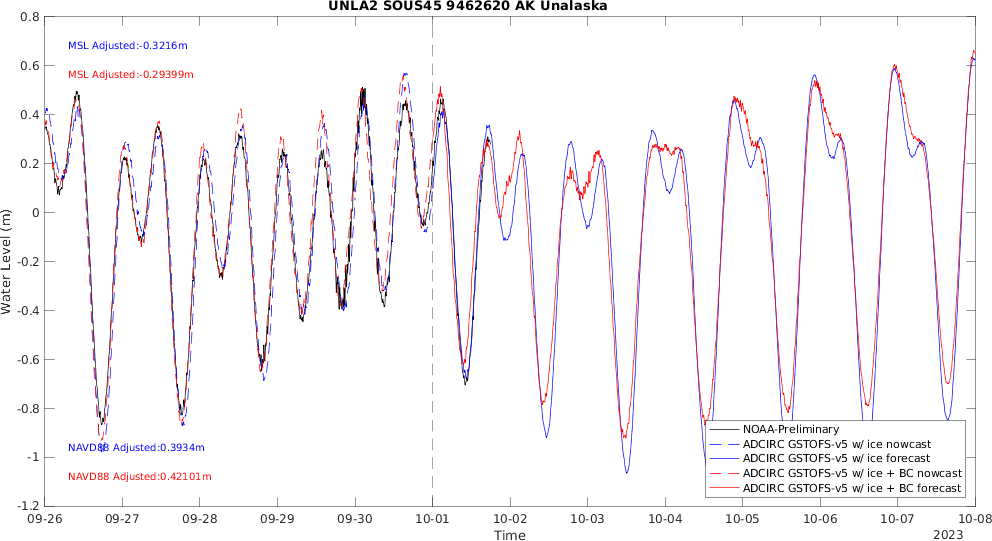 UNLA2 SOUS45 9462620 AK Unalaska
MSL Adjusted:-0.3216m
MSL Adjusted:-0.29399m
NAVD88 Adjusted:0.3934m
NAVD88 Adjusted:0.42101m
Water Level (m)
0.8
0.6
0.4
0.2
0
-0.2
-0.4
-0.6
-0.8
-1
-1.2
NOAA-Preliminary
ADCIRC GSTOFS-v5 w/ ice nowcast
ADCIRC GSTOFS-v5 w/ ice forecast
ADCIRC GSTOFS-v5 w/ ice + BC nowcast
ADCIRC GSTOFS-v5 w/ ice + BC forecast
09-26 09-27 09-28 09-29 09-30 10-01 10-02 10-03 10-04 10-05 10-06 10-07 10-08
Time
2023